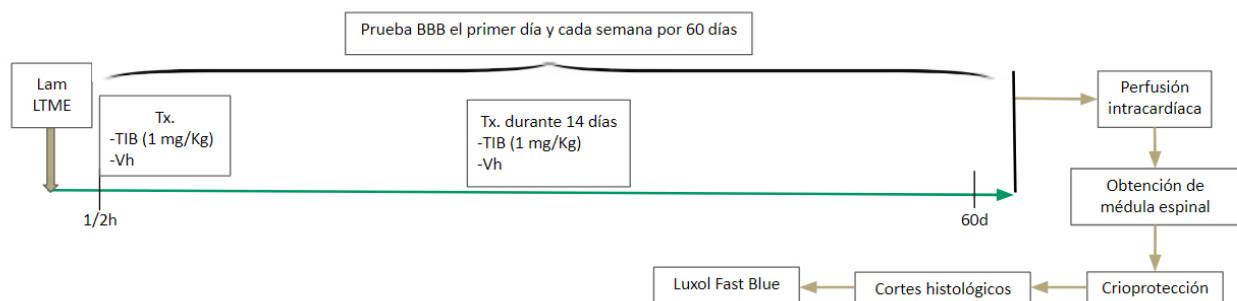 Prueba BBB el primer día y cada semana por 60 días
Lam
LTME
Tx.
-TIB (1 mg/Kg)
-Vh
Tx. durante 14 días
-TIB (1 mg/Kg)
-Vh
1/2h
60d
Perfusión
intracardíaca
Obtención de
médula espinal
Crioprotección
Cortes histológicos
Luxol Fast Blue